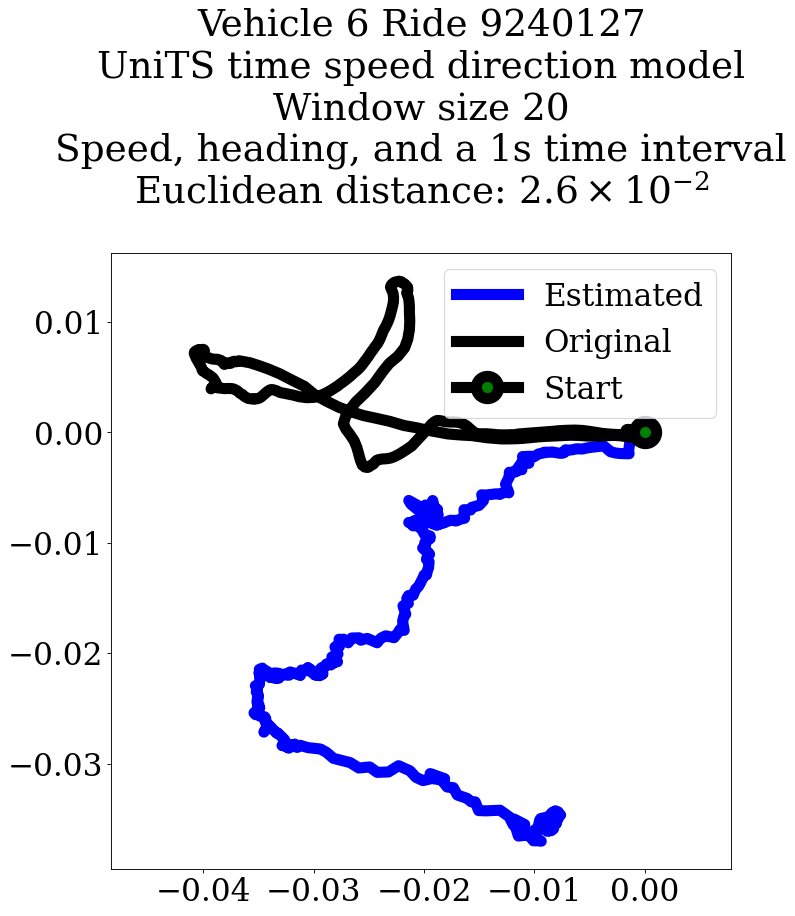 Vehicle 6 Ride 9240127
UniTS time speed direction model
Window size 20
Speed, heading, and a 1s time interval
Euclidean distance: 2.6 × 10⁻²
Estimated
Original
Start
0.01
0.00
−0.01
−0.02
−0.03
−0.04 −0.03 −0.02 −0.01 0.00